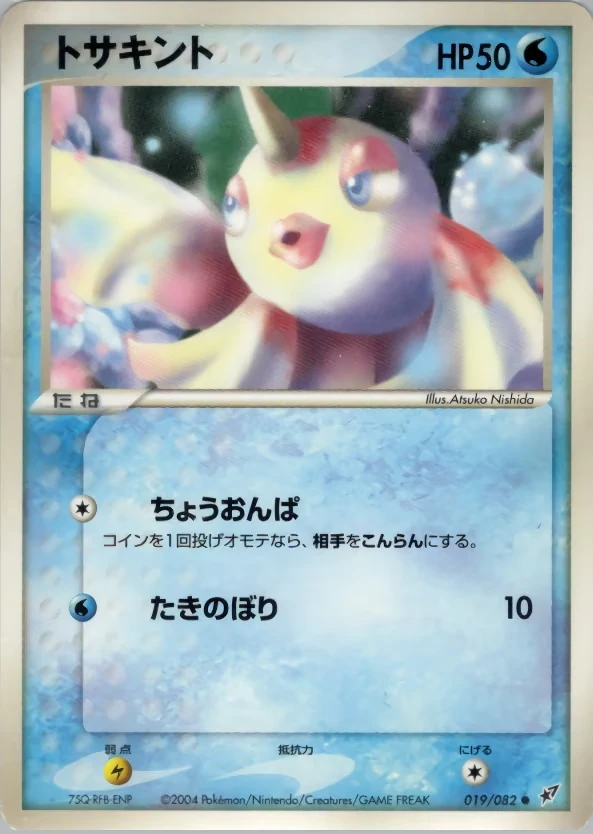 トサキント HP50
たね
Illus.Atsuko Nishida
ちょうおんぱ
コインを1回投げオモテなら、相手をこんらんにする。
たきのぼり 10
弱点 抵抗力 にげる
75Q·RFB·ENP ©2004 Pokémon/Nintendo/Creatures/GAME FREAK 019/082 ●